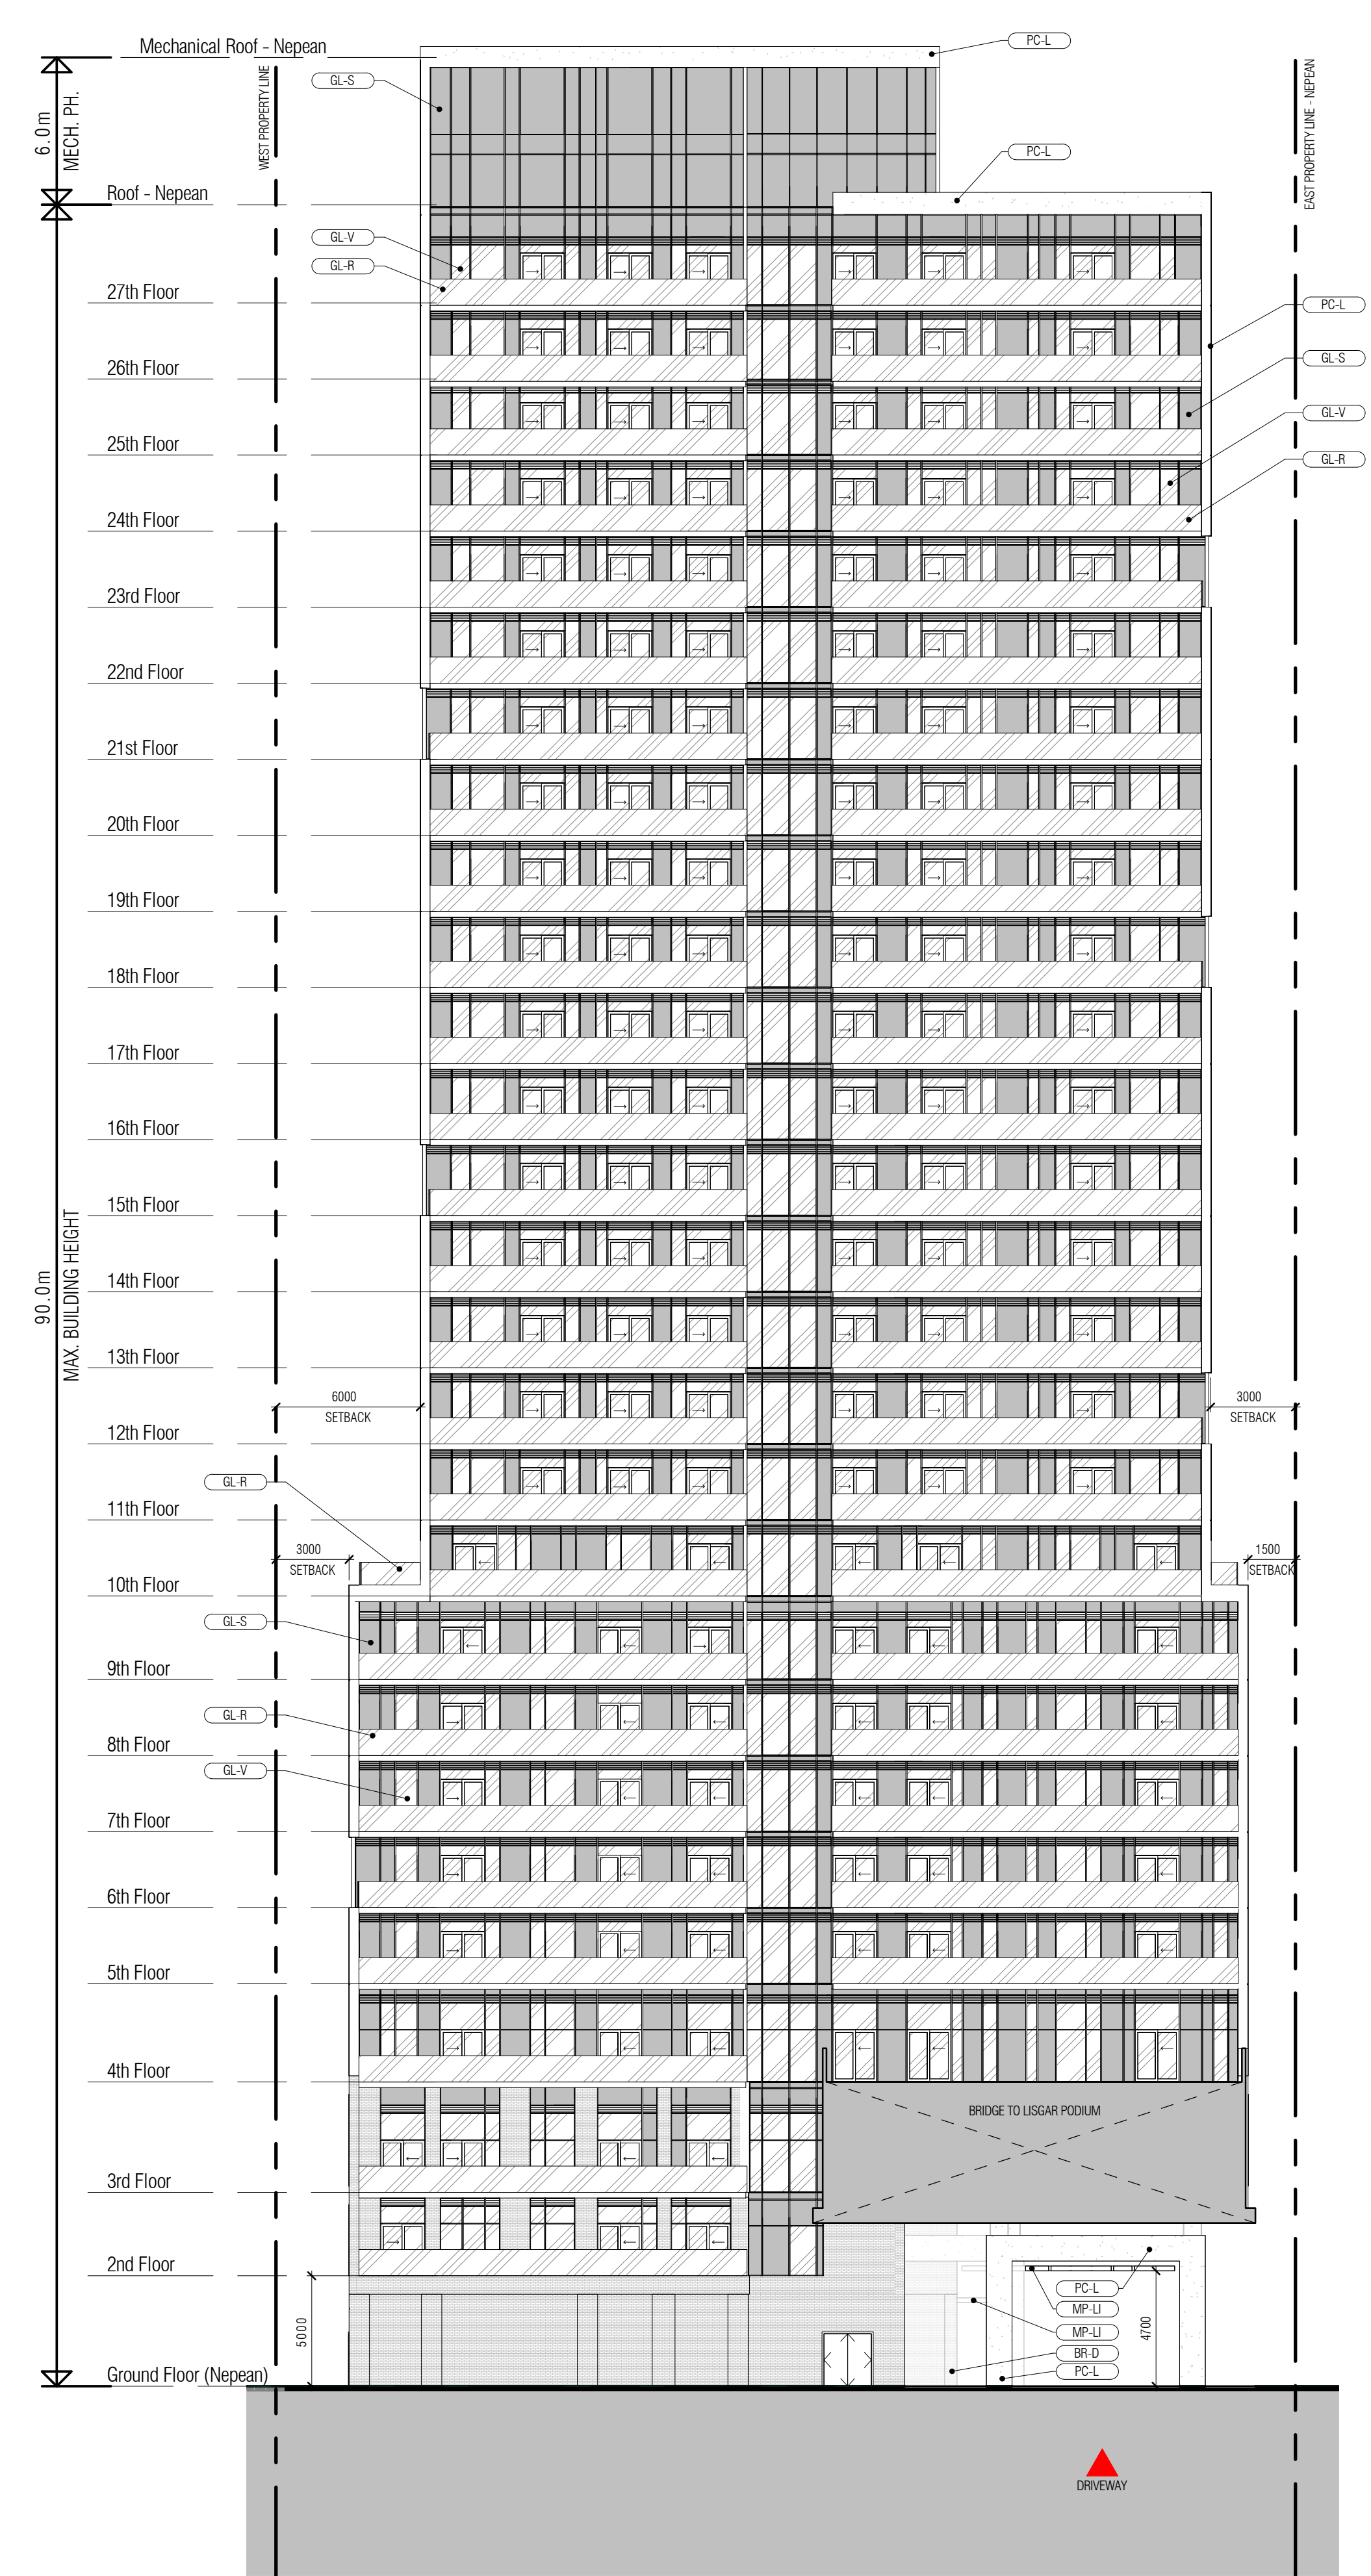 Mechanical Roof - Nepean
PC-L
WEST PROPERTY LINE
EAST PROPERTY LINE - NEPEAN
GL-S
6.0m
MECH. PH.
PC-L
Roof - Nepean
GL-V
GL-R
27th Floor
PC-L
26th Floor
GL-S
GL-V
25th Floor
GL-R
24th Floor
23rd Floor
22nd Floor
21st Floor
20th Floor
19th Floor
18th Floor
17th Floor
16th Floor
15th Floor
90.0m
MAX. BUILDING HEIGHT
14th Floor
13th Floor
6000
SETBACK
3000
SETBACK
12th Floor
GL-R
11th Floor
3000
SETBACK
1500
SETBACK
10th Floor
GL-S
9th Floor
GL-R
8th Floor
GL-V
7th Floor
6th Floor
5th Floor
4th Floor
BRIDGE TO LISGAR PODIUM
3rd Floor
2nd Floor
PC-L
MP-LI
5000
4700
MP-LI
BR-D
PC-L
Ground Floor (Nepean)
DRIVEWAY